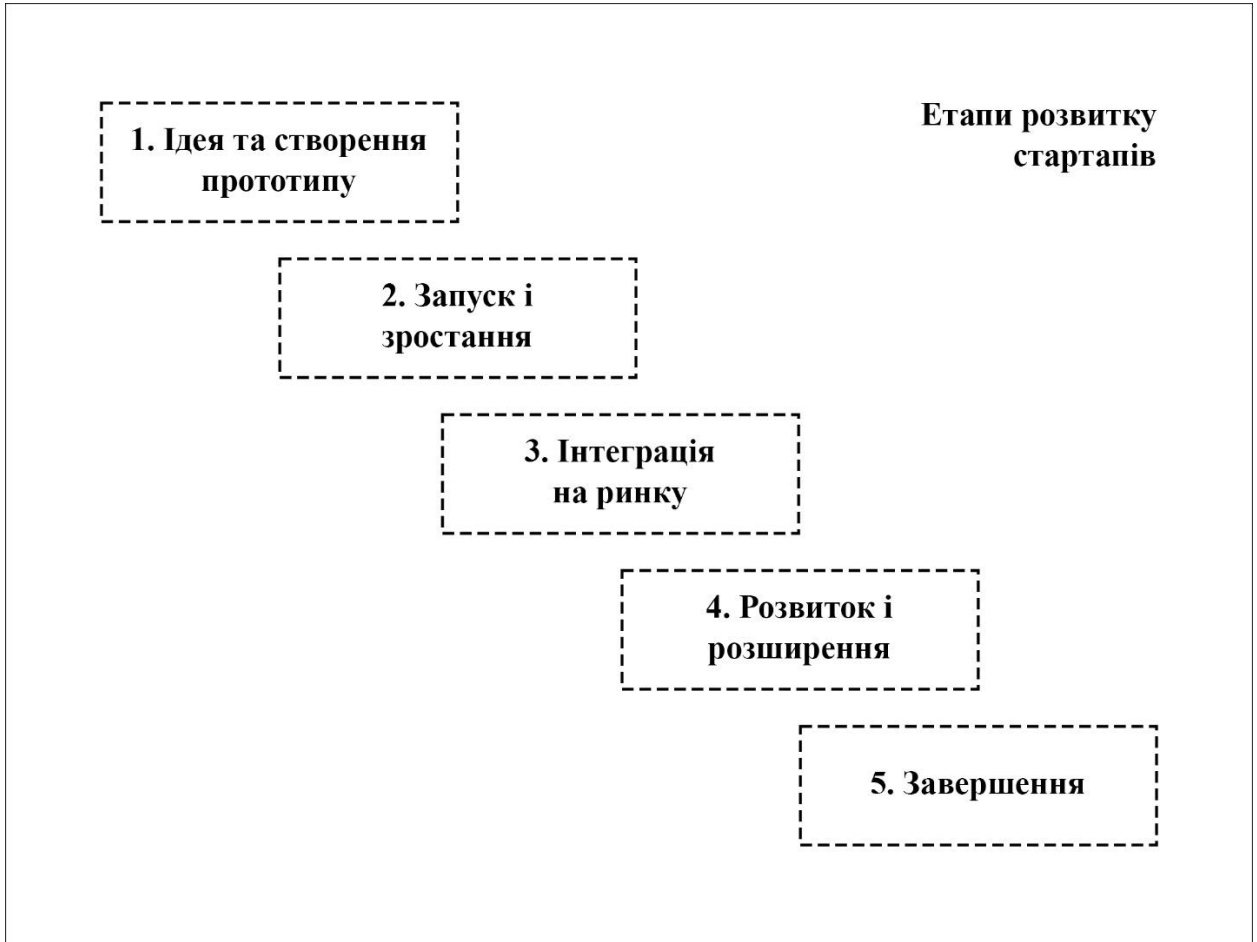 Етапи розвитку
стартапів
1. Ідея та створення
прототипу
2. Запуск і
зростання
3. Інтеграція
на ринку
4. Розвиток і
розширення
5. Завершення